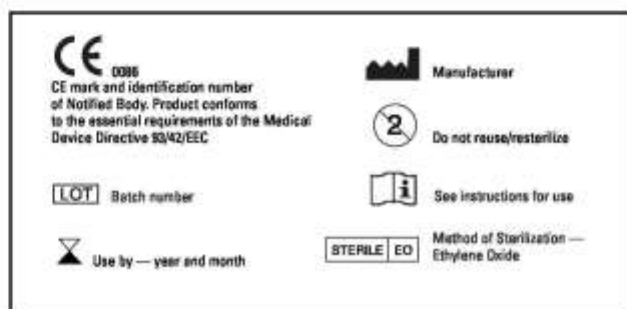 CE 0086
CE mark and identification number
of Notified Body. Product conforms
to the essential requirements of the Medical
Device Directive 93/42/EEC
LOT Batch number
Use by — year and month
Manufacturer
2 Do not reuse/resterilize
i See instructions for use
STERILE EO Method of Sterilization —
Ethylene Oxide